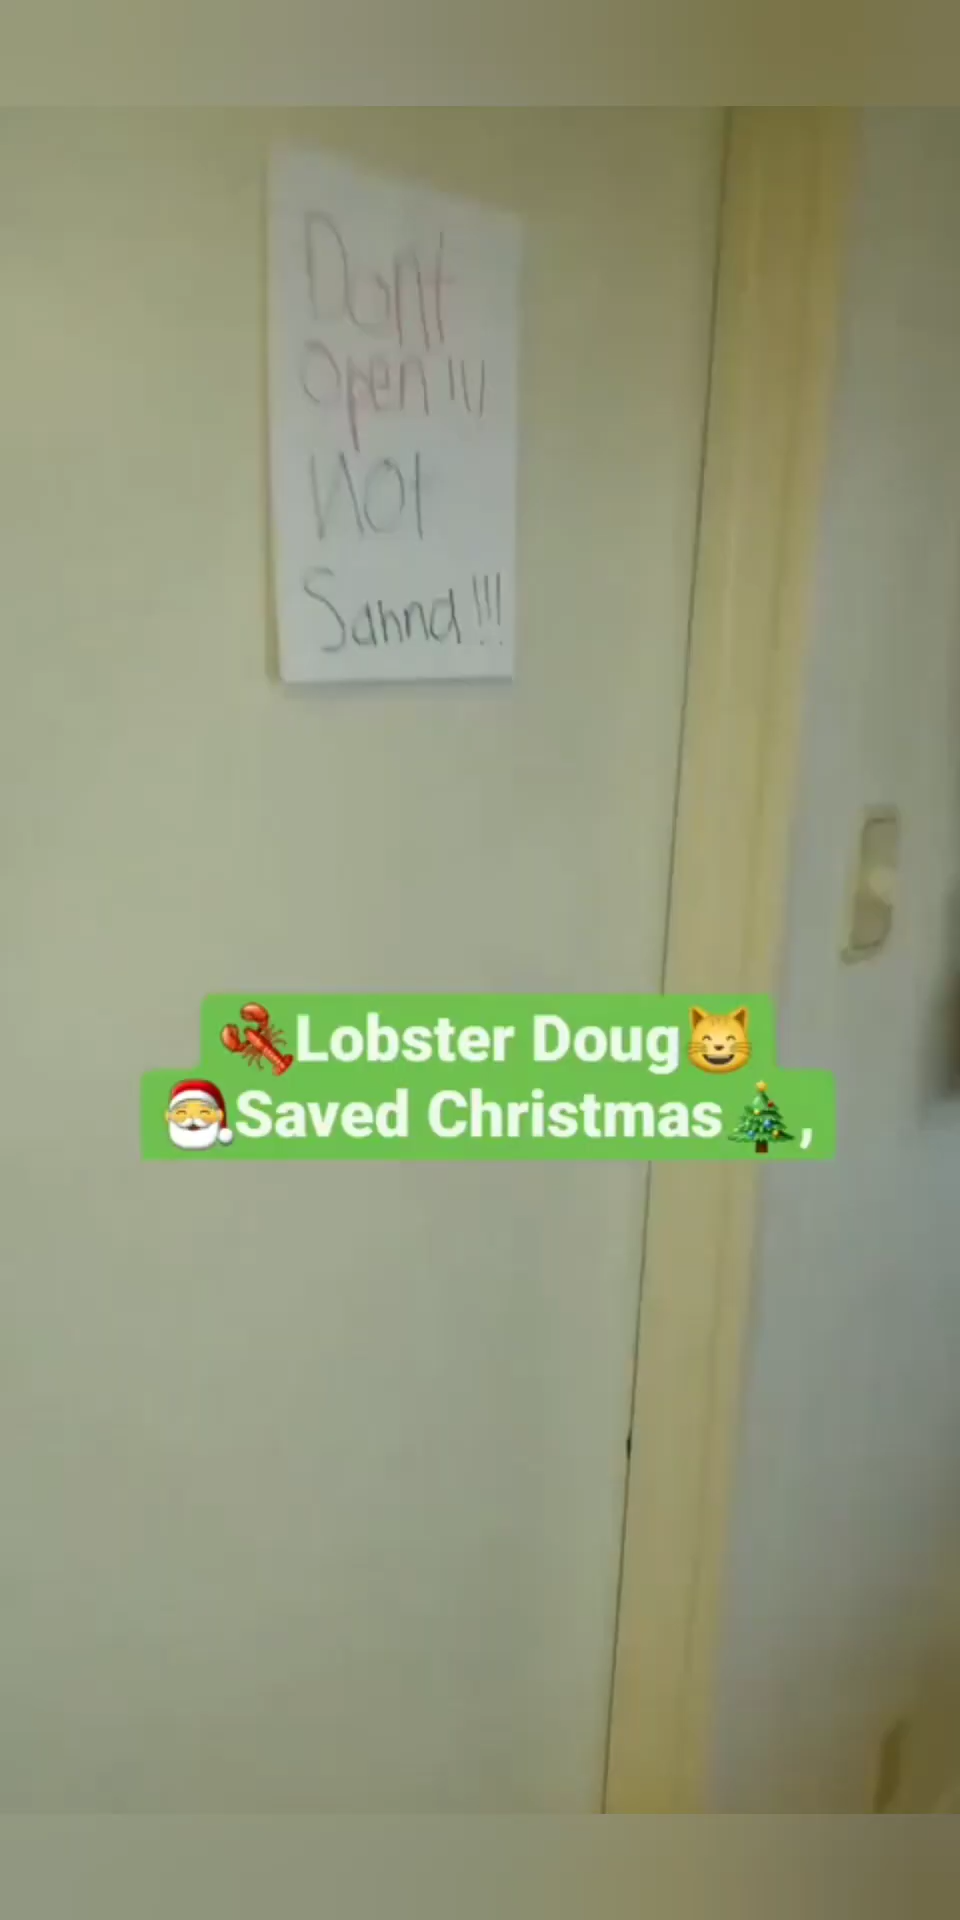 Dont
Open!!!
Not
Sanna!!!
🦞Lobster Doug😸
🎅Saved Christmas🎄,